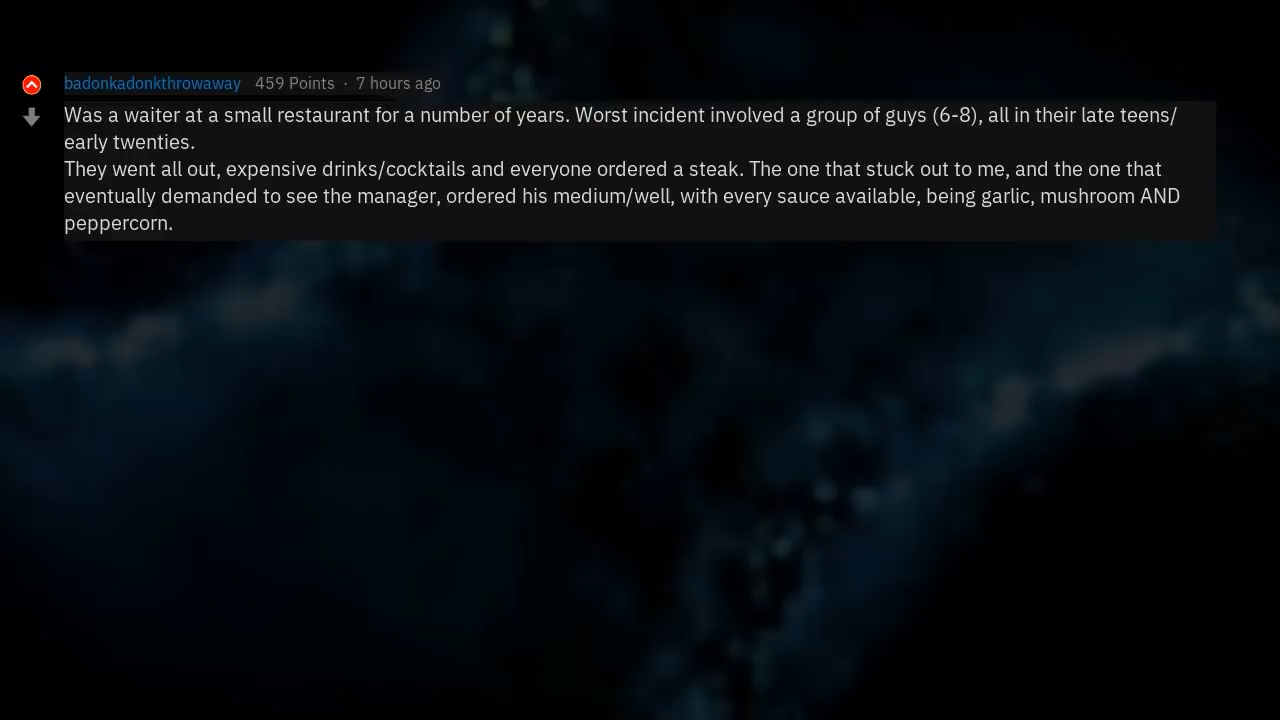 badonkadonkthrowaway 459 Points · 7 hours ago
Was a waiter at a small restaurant for a number of years. Worst incident involved a group of guys (6-8), all in their late teens/
early twenties.
They went all out, expensive drinks/cocktails and everyone ordered a steak. The one that stuck out to me, and the one that
eventually demanded to see the manager, ordered his medium/well, with every sauce available, being garlic, mushroom AND
peppercorn.